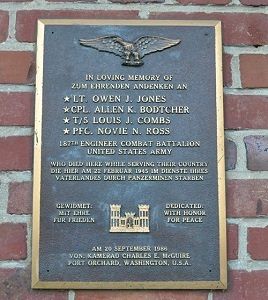 IN LOVING MEMORY OF
ZUM EHRENDEN ANDENKEN AN
★ LT. OWEN J. JONES
★ CPL. ALLEN K. BÖDTCHER
★ T/5 LOUIS J. COMBS
★ PFC. NOVIE N. ROSS
187TH ENGINEER COMBAT BATTALION
UNITED STATES ARMY
WHO DIED HERE WHILE SERVING THEIR COUNTRY
DIE HIER AM 27 FEBRUAR 1945 IM DIENSTE IHRES
VATERLANDES DURCH PANZERMINEN STARBEN
GEWIDMET:
MIT EHRE
FÜR FRIEDEN
DEDICATED:
WITH HONOR
FOR PEACE
AM 20 SEPTEMBER 1986
VON: KAMERAD CHARLES E. McGUIRE
PORT ORCHARD, WASHINGTON, U.S.A.